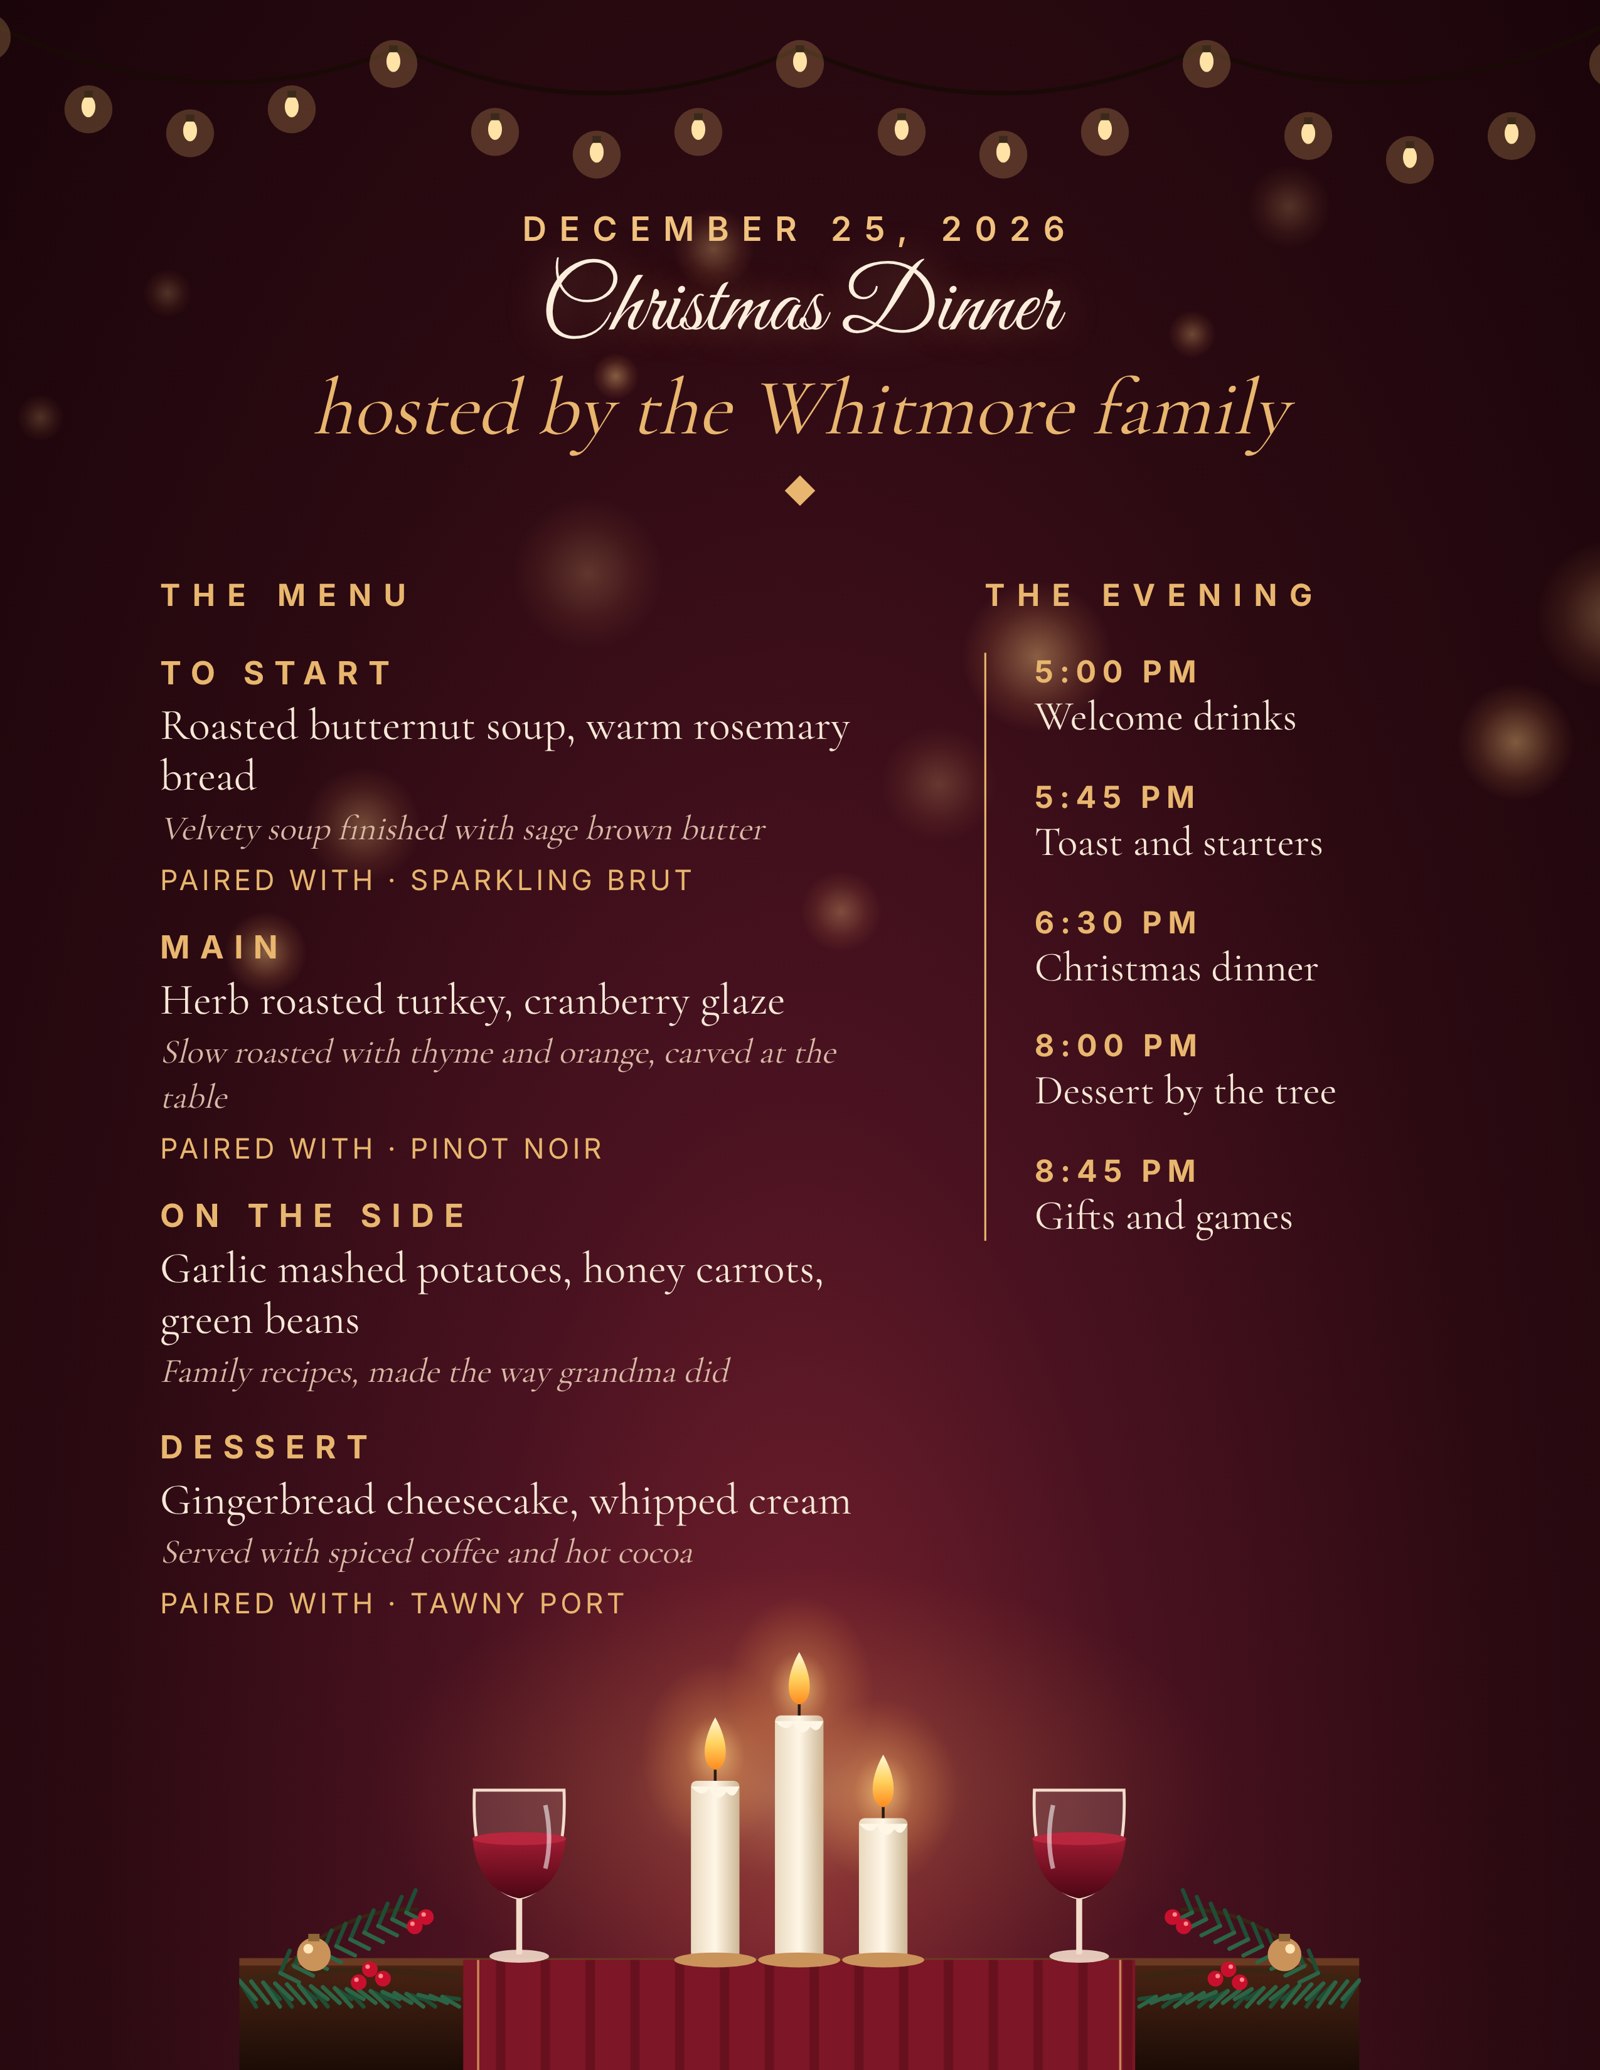 DECEMBER 25, 2026
Christmas Dinner
hosted by the Whitmore family
THE MENU
TO START
Roasted butternut soup, warm rosemary
bread
Velvety soup finished with sage brown butter
PAIRED WITH · SPARKLING BRUT
MAIN
Herb roasted turkey, cranberry glaze
Slow roasted with thyme and orange, carved at the
table
PAIRED WITH · PINOT NOIR
ON THE SIDE
Garlic mashed potatoes, honey carrots,
green beans
Family recipes, made the way grandma did
DESSERT
Gingerbread cheesecake, whipped cream
Served with spiced coffee and hot cocoa
PAIRED WITH · TAWNY PORT
THE EVENING
5:00 PM
Welcome drinks
5:45 PM
Toast and starters
6:30 PM
Christmas dinner
8:00 PM
Dessert by the tree
8:45 PM
Gifts and games